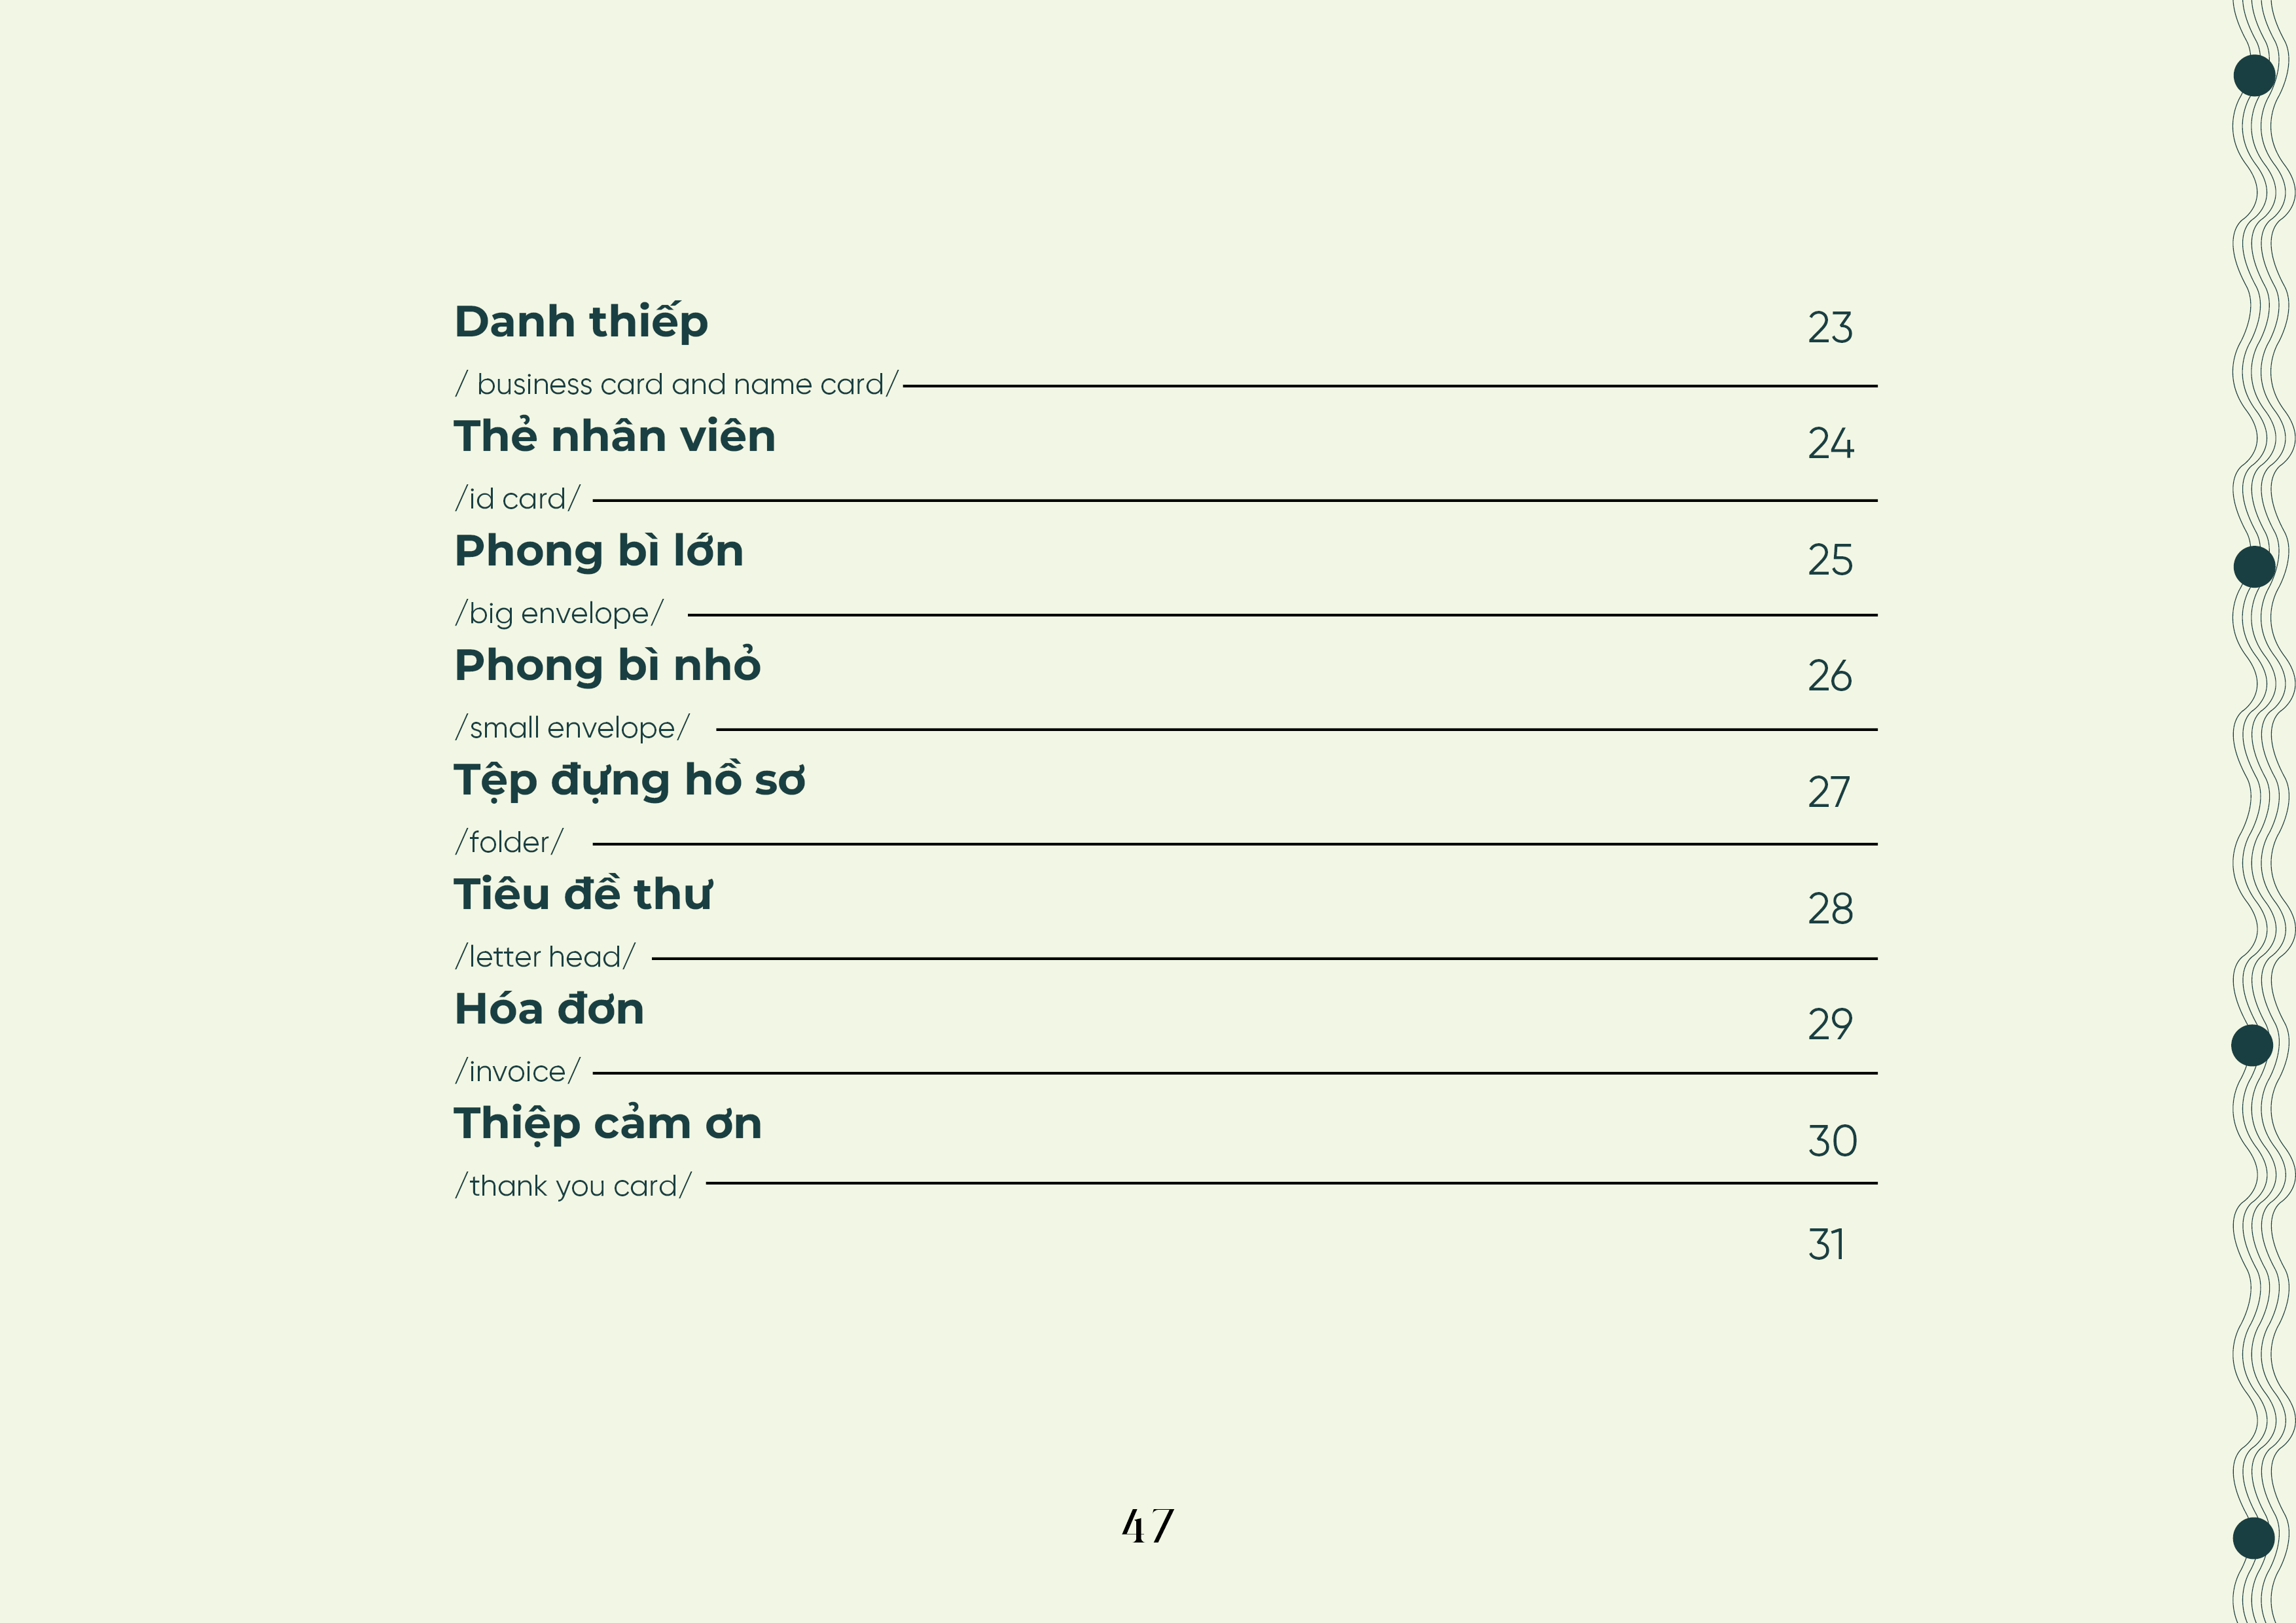 Danh thiếp 23
/ business card and name card/
Thẻ nhân viên 24
/id card/
Phong bì lớn 25
/big envelope/
Phong bì nhỏ 26
/small envelope/
Tệp đựng hồ sơ 27
/folder/
Tiêu đề thư 28
/letter head/
Hóa đơn 29
/invoice/
Thiệp cảm ơn 30
/thank you card/
31
47